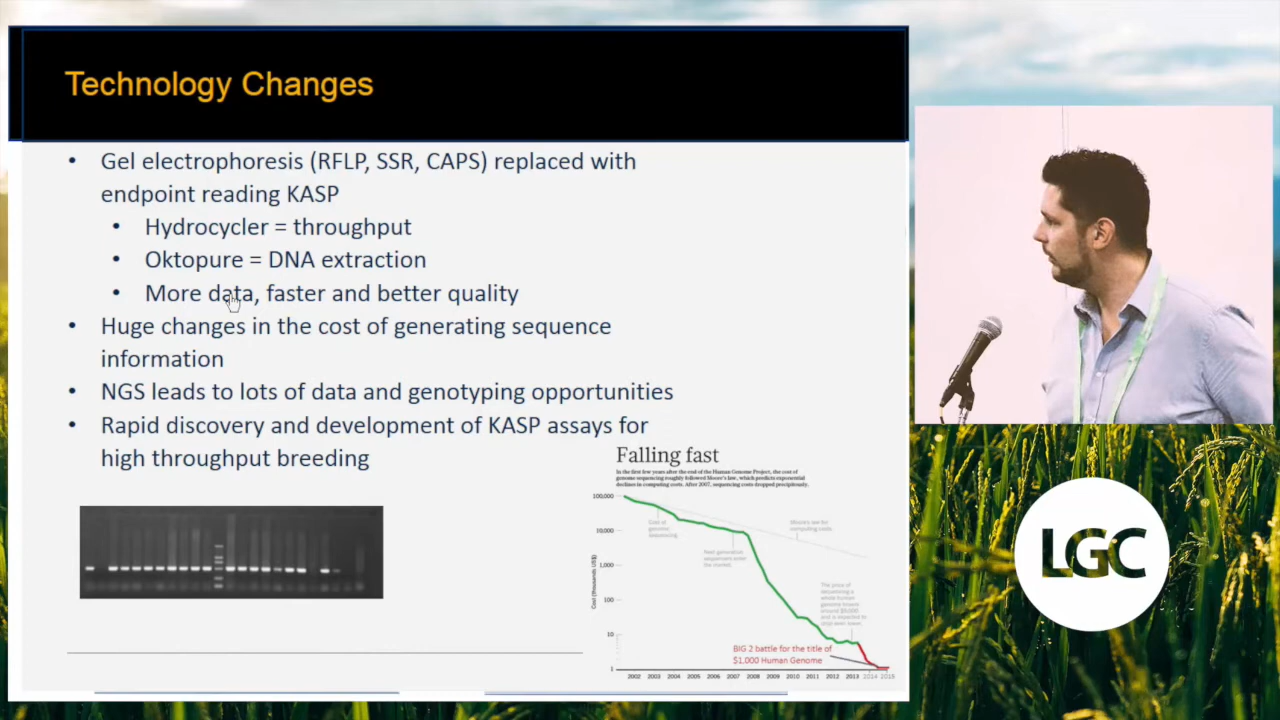 Technology Changes
• Gel electrophoresis (RFLP, SSR, CAPS) replaced with
endpoint reading KASP
• Hydrocycler = throughput
• Oktopure = DNA extraction
• More data, faster and better quality
• Huge changes in the cost of generating sequence
information
• NGS leads to lots of data and genotyping opportunities
• Rapid discovery and development of KASP assays for
high throughput breeding
Falling fast
In the first few years after the end of the Human Genome Project, the cost of
genome sequencing roughly followed Moore's law, which predicts exponential
declines in computing costs. After 2007, sequencing costs dropped precipitously.
Cost (thousands US$)
100,000
10,000
1,000
100
10
1
Cost of
genomic
sequencing
Moore's law for
computing costs
Next generation
sequencers enter
the market
The price of
sequencing a
whole human
genome hovers
around $5,000
and is expected to
drop even lower
BIG 2 battle for the title of
$1,000 Human Genome
2002 2003 2004 2005 2006 2007 2008 2009 2010 2011 2012 2013 2014 2015
LGC